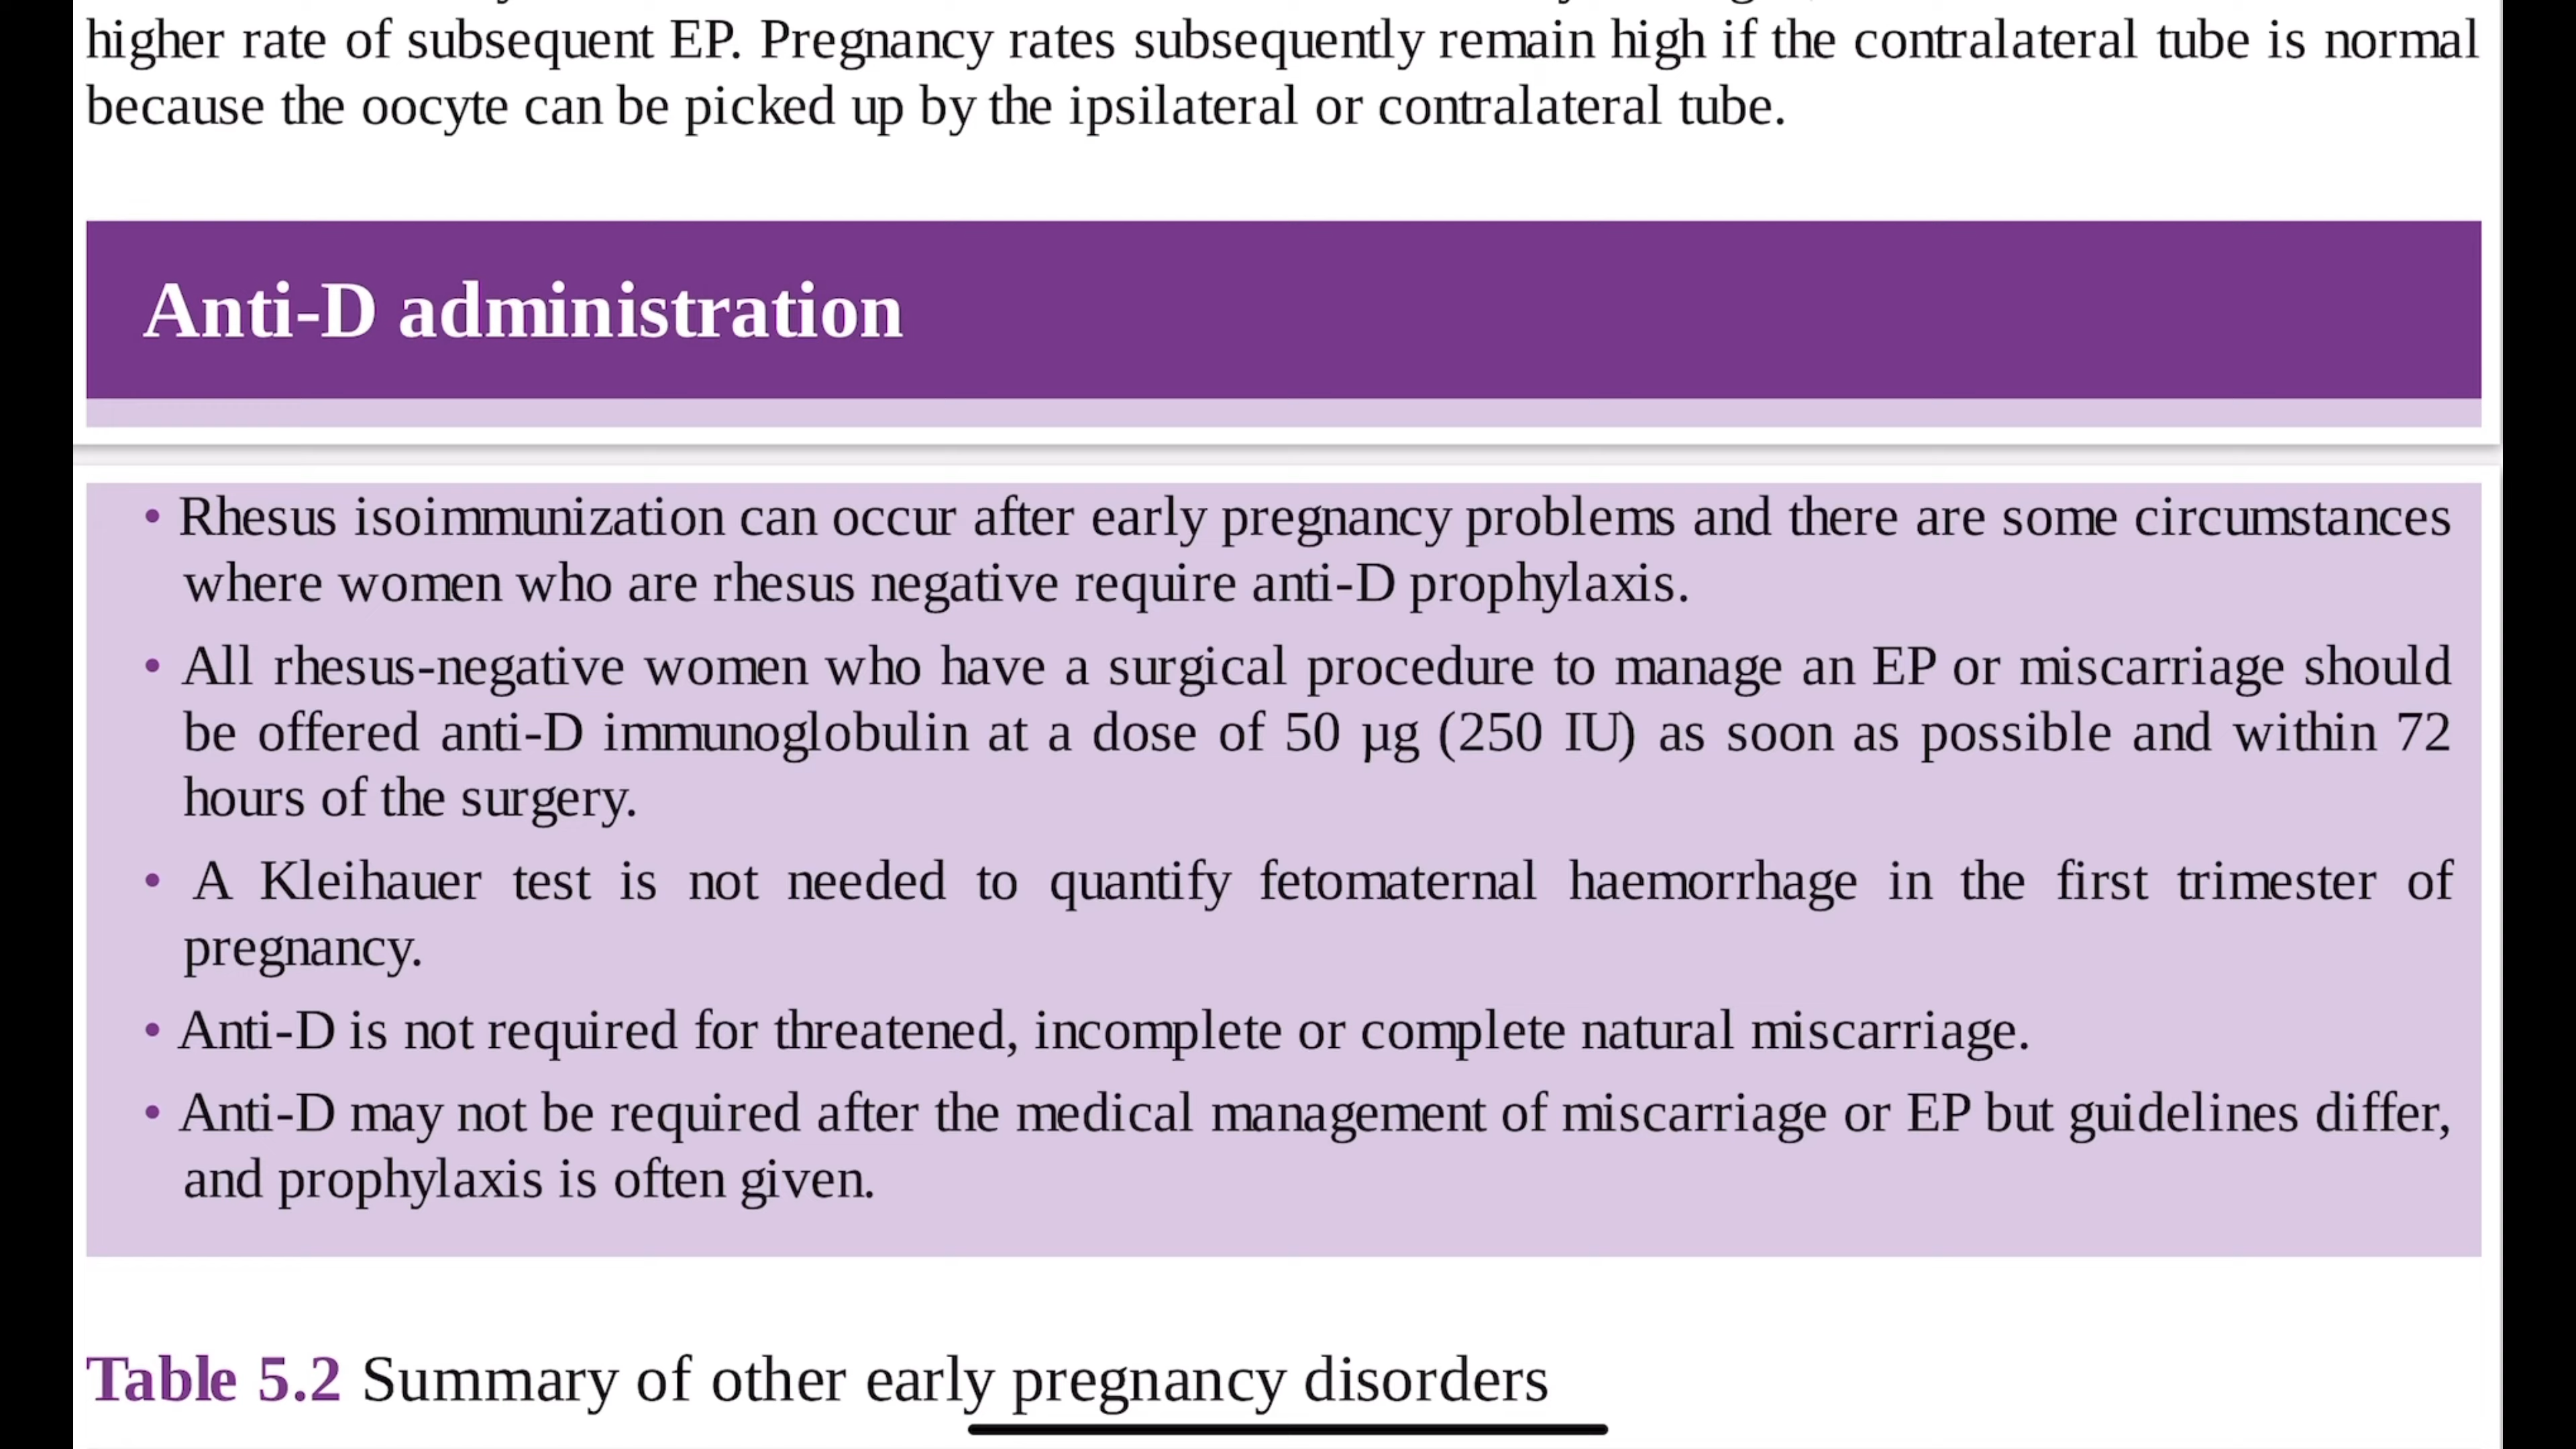 higher rate of subsequent EP. Pregnancy rates subsequently remain high if the contralateral tube is normal
because the oocyte can be picked up by the ipsilateral or contralateral tube.
Anti-D administration
• Rhesus isoimmunization can occur after early pregnancy problems and there are some circumstances
where women who are rhesus negative require anti-D prophylaxis.
• All rhesus-negative women who have a surgical procedure to manage an EP or miscarriage should
be offered anti-D immunoglobulin at a dose of 50 µg (250 IU) as soon as possible and within 72
hours of the surgery.
• A Kleihauer test is not needed to quantify fetomaternal haemorrhage in the first trimester of
pregnancy.
• Anti-D is not required for threatened, incomplete or complete natural miscarriage.
• Anti-D may not be required after the medical management of miscarriage or EP but guidelines differ,
and prophylaxis is often given.
Table 5.2 Summary of other early pregnancy disorders